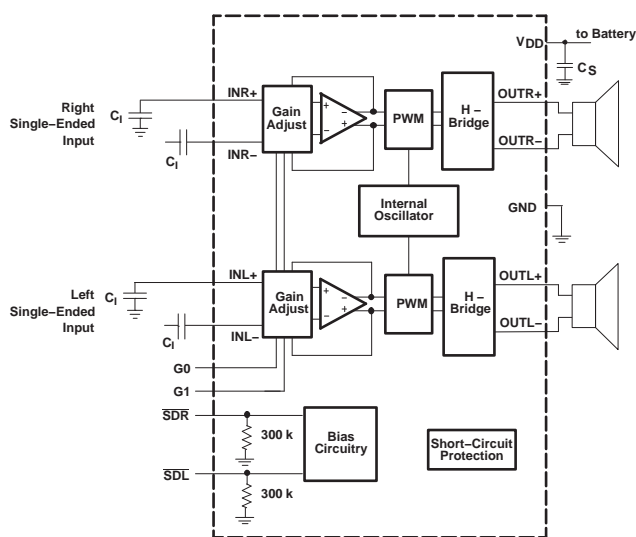 to Battery
VDD
CS
Right
Single–Ended
Input
CI
CI
INR+
INR–
Gain
Adjust
+
–
–
+
PWM
H –
Bridge
OUTR+
OUTR–
Internal
Oscillator
GND
Left
Single–Ended
Input
CI
CI
INL+
INL–
Gain
Adjust
+
–
–
+
PWM
H –
Bridge
OUTL+
OUTL–
G0
G1
SDR
300 k
SDL
300 k
Bias
Circuitry
Short–Circuit
Protection